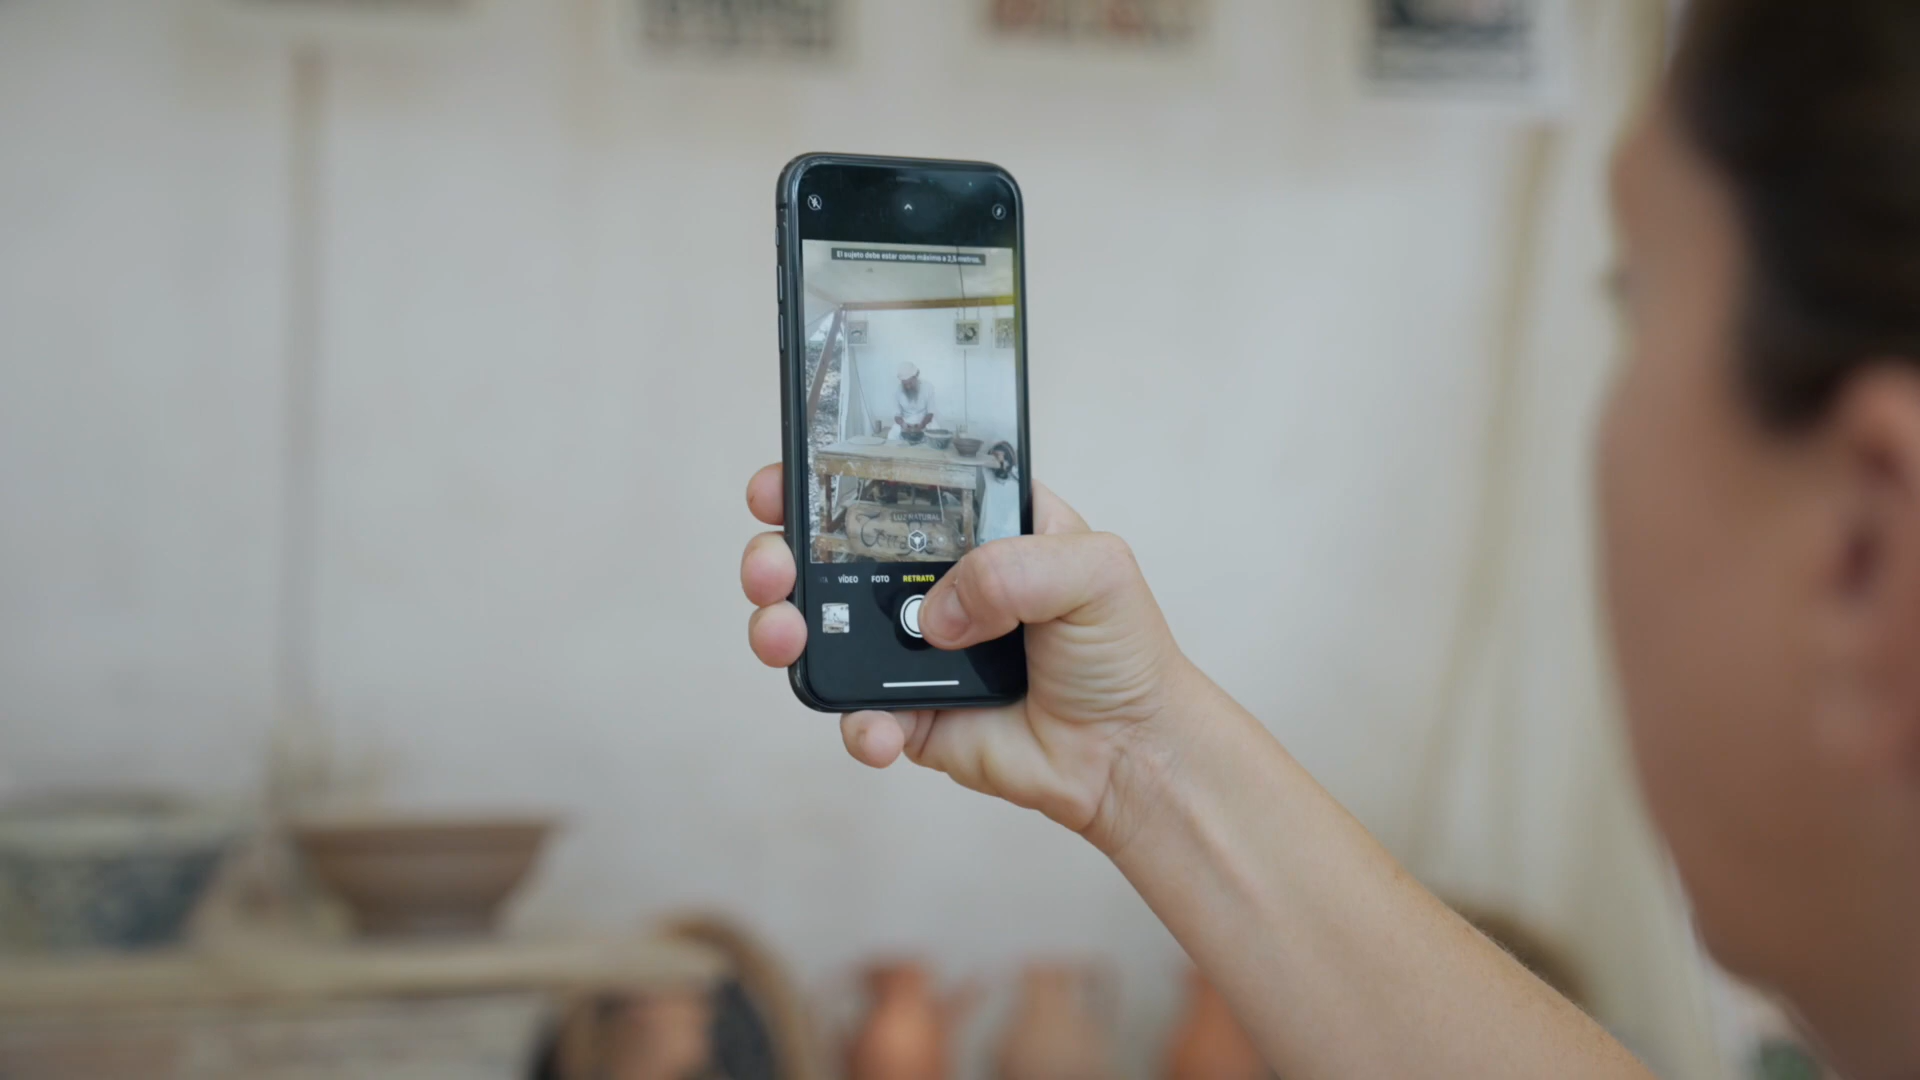 El sujeto debe estar como máximo a 2,5 metros.
LUZ NATURAL
VÍDEO FOTO RETRATO